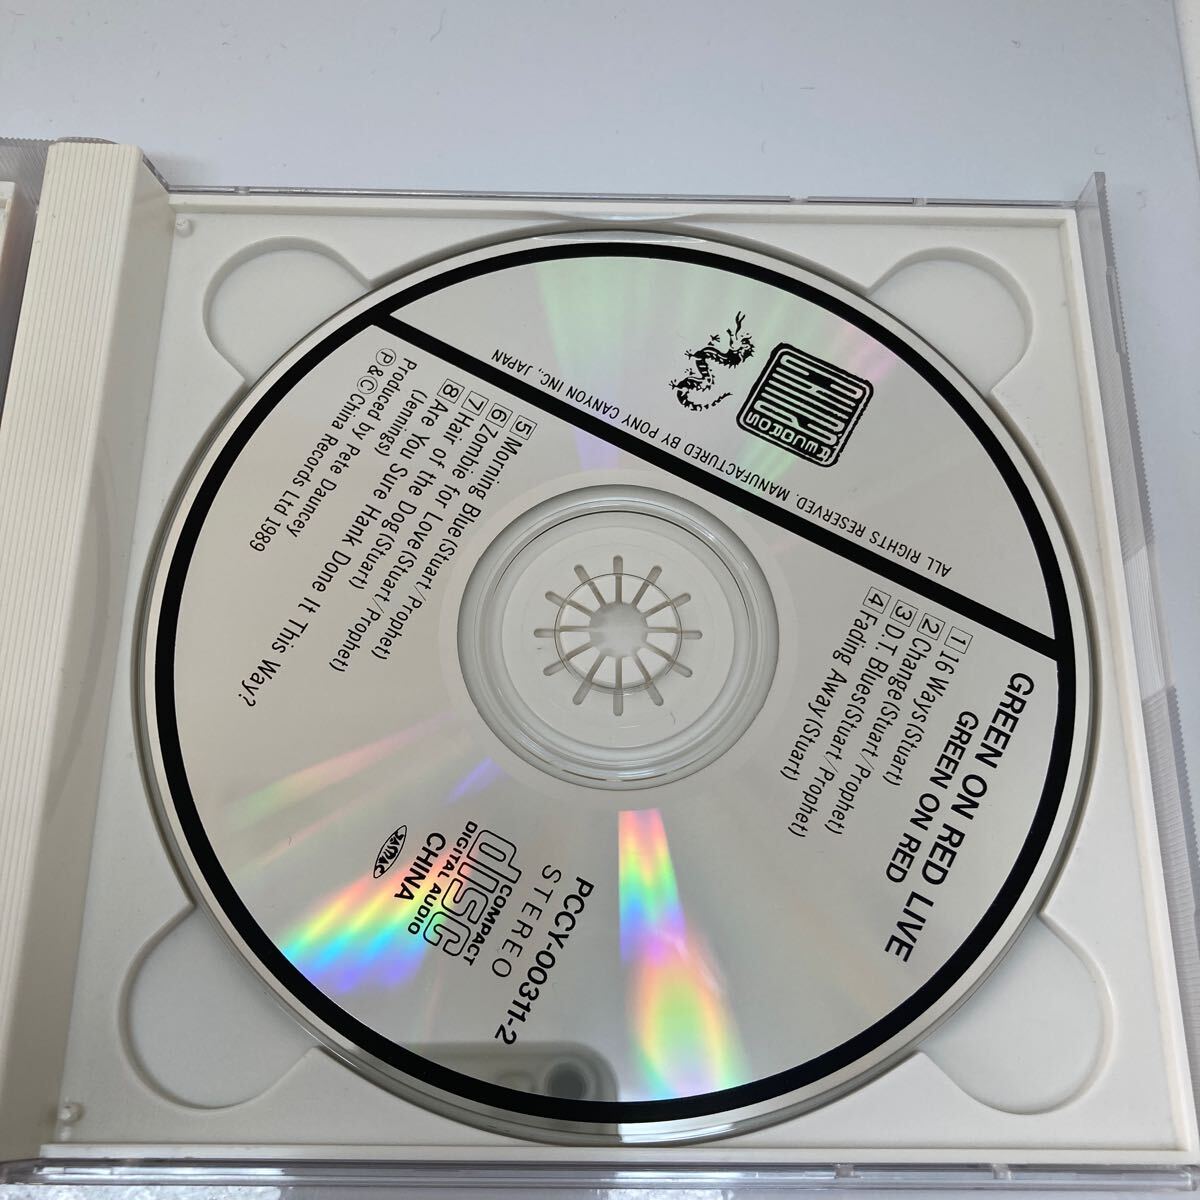 CHINA
RECORDS
ALL RIGHTS RESERVED. MANUFACTURED BY PONY CANYON INC., JAPAN
GREEN ON RED LIVE
GREEN ON RED
1 16 Ways(Stuart)
2 Change(Stuart/Prophet)
3 D.T. Blues(Stuart/Prophet)
4 Fading Away(Stuart)
5 Morning Blue(Stuart/Prophet)
6 Zombie for Love(Stuart/Prophet)
7 Hair of the Dog(Stuart/Prophet)
8 Are You Sure Hank Done It This Way?
(Jennings)
Produced by Pete Dauncey
Ⓟ&ⒸChina Records Ltd 1989
PCCY-00311-2
STEREO
COMPACT
disc
DIGITAL AUDIO
CHINA